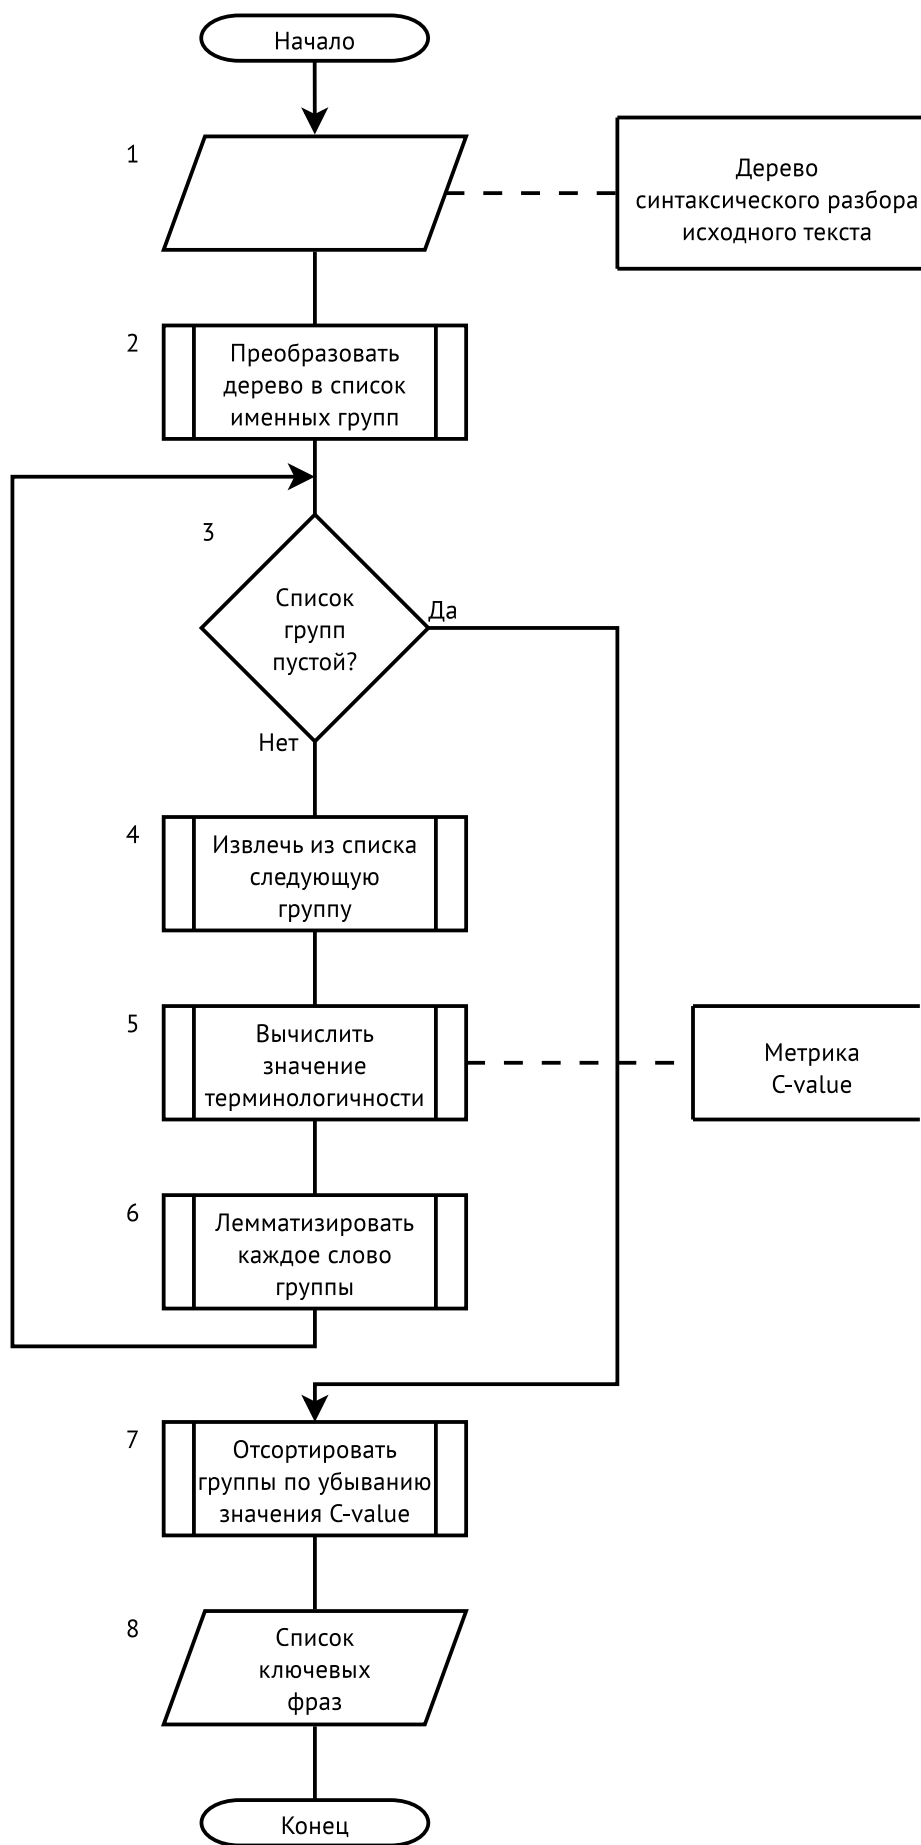 Начало
1
Дерево
синтаксического разбора
исходного текста
2
Преобразовать
дерево в список
именных групп
3
Список
групп
пустой?
Да
Нет
4
Извлечь из списка
следующую
группу
5
Вычислить
значение
терминологичности
Метрика
C-value
6
Лемматизировать
каждое слово
группы
7
Отсортировать
группы по убыванию
значения C-value
8
Список
ключевых
фраз
Конец